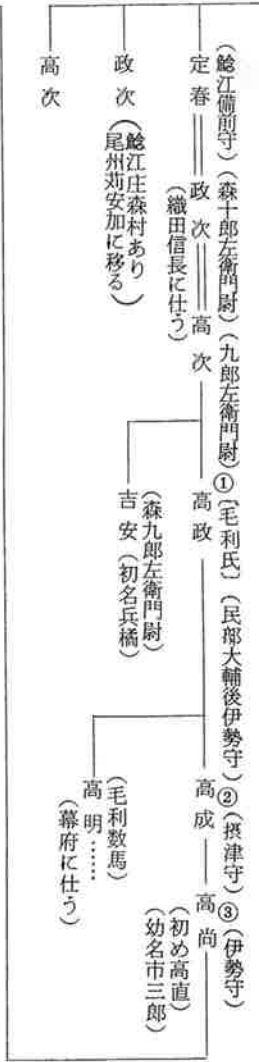 (鯰江備前守)(森十郎左衛門尉)(九郎左衛門尉)①〔毛利氏〕(民部大輔後伊勢守)②(摂津守)③(伊勢守)
定春 政次 高次 高政 高成 高尚
(織田信長に仕う)
(初め高直)
(幼名市三郎)
(森九郎左衛門尉)
吉安(初名兵橘)
(毛利数馬)
高明……
(幕府に仕う)
政次(鯰江庄森村あり
尾州苅安加に移る)
高次